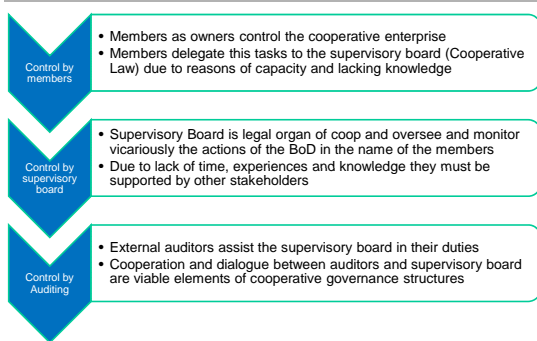 Control by
members
• Members as owners control the cooperative enterprise
• Members delegate this tasks to the supervisory board (Cooperative
Law) due to reasons of capacity and lacking knowledge
Control by
supervisory
board
• Supervisory Board is legal organ of coop and oversee and monitor
vicariously the actions of the BoD in the name of the members
• Due to lack of time, experiences and knowledge they must be
supported by other stakeholders
Control by
Auditing
• External auditors assist the supervisory board in their duties
• Cooperation and dialogue between auditors and supervisory board
are viable elements of cooperative governance structures